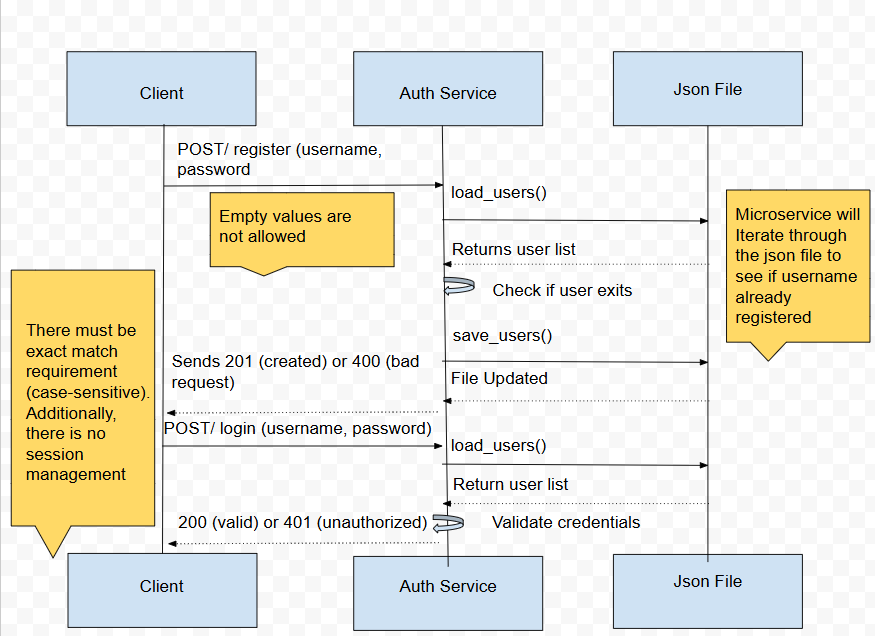 Client
Auth Service
Json File
POST/ register (username,
password
load_users()
Empty values are
not allowed
Microservice will
Iterate through
the json file to
see if username
already
registered
Returns user list
Check if user exits
There must be
exact match
requirement
(case-sensitive).
Additionally,
there is no
session
management
save_users()
Sends 201 (created) or 400 (bad
request)
File Updated
POST/ login (username, password)
load_users()
Return user list
200 (valid) or 401 (unauthorized)
Validate credentials
Client
Auth Service
Json File